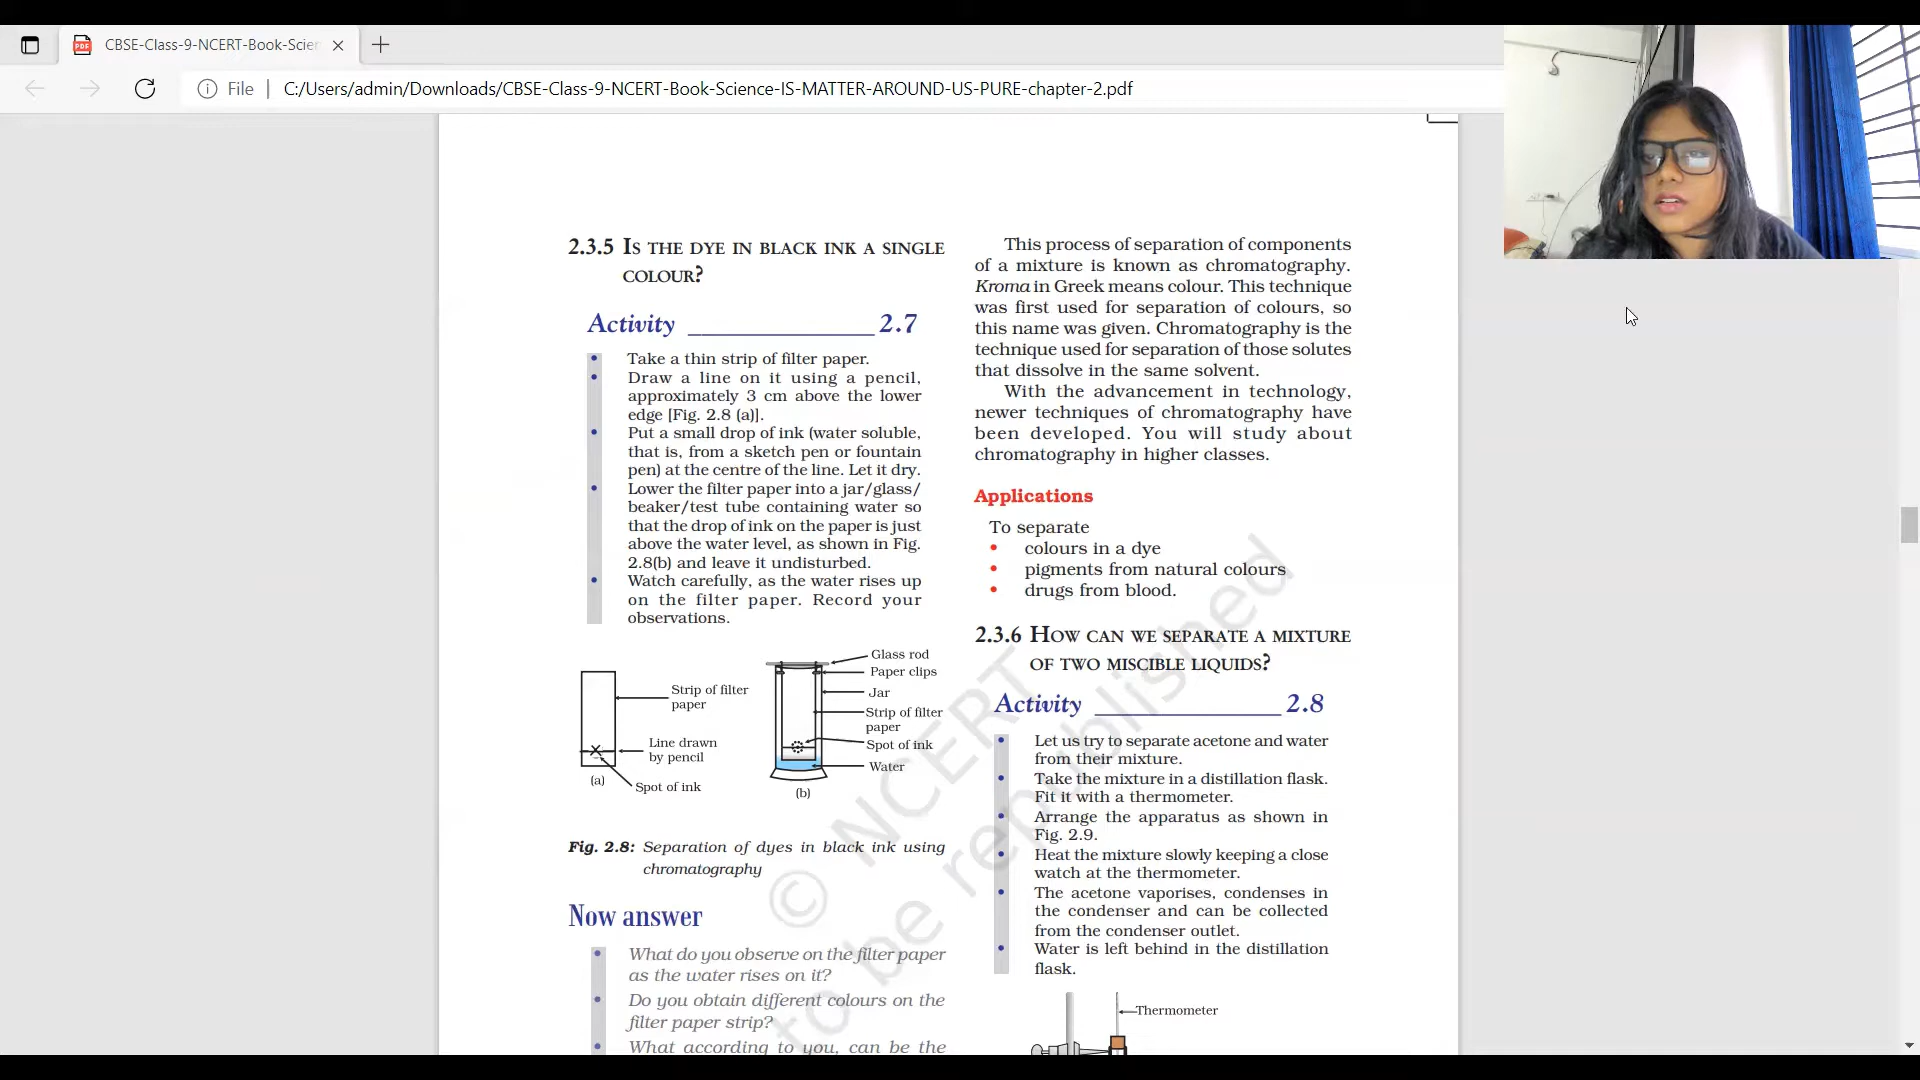 CBSE-Class-9-NCERT-Book-Scie
File
C:/Users/admin/Downloads/CBSE-Class-9-NCERT-Book-Science-IS-MATTER-AROUND-US-PURE-chapter-2.pdf
2.3.5 IS THE DYE IN BLACK INK A SINGLE
COLOUR?
Activity ________________ 2.7
• Take a thin strip of filter paper.
• Draw a line on it using a pencil,
approximately 3 cm above the lower
edge [Fig. 2.8 (a)].
• Put a small drop of ink (water soluble,
that is, from a sketch pen or fountain
pen) at the centre of the line. Let it dry.
• Lower the filter paper into a jar/glass/
beaker/test tube containing water so
that the drop of ink on the paper is just
above the water level, as shown in Fig.
2.8(b) and leave it undisturbed.
• Watch carefully, as the water rises up
on the filter paper. Record your
observations.
Strip of filter
paper
Line drawn
by pencil
(a)
Spot of ink
Glass rod
Paper clips
Jar
Strip of filter
paper
Spot of ink
Water
(b)
Fig. 2.8: Separation of dyes in black ink using
chromatography
Now answer
• What do you observe on the filter paper
as the water rises on it?
• Do you obtain different colours on the
filter paper strip?
• What according to you, can be the
This process of separation of components
of a mixture is known as chromatography.
Kroma in Greek means colour. This technique
was first used for separation of colours, so
this name was given. Chromatography is the
technique used for separation of those solutes
that dissolve in the same solvent.
With the advancement in technology,
newer techniques of chromatography have
been developed. You will study about
chromatography in higher classes.
Applications
To separate
• colours in a dye
• pigments from natural colours
• drugs from blood.
2.3.6 HOW CAN WE SEPARATE A MIXTURE
OF TWO MISCIBLE LIQUIDS?
Activity ________________ 2.8
• Let us try to separate acetone and water
from their mixture.
• Take the mixture in a distillation flask.
Fit it with a thermometer.
• Arrange the apparatus as shown in
Fig. 2.9.
• Heat the mixture slowly keeping a close
watch at the thermometer.
• The acetone vaporises, condenses in
the condenser and can be collected
from the condenser outlet.
• Water is left behind in the distillation
flask.
Thermometer
© NCERT
to be republished